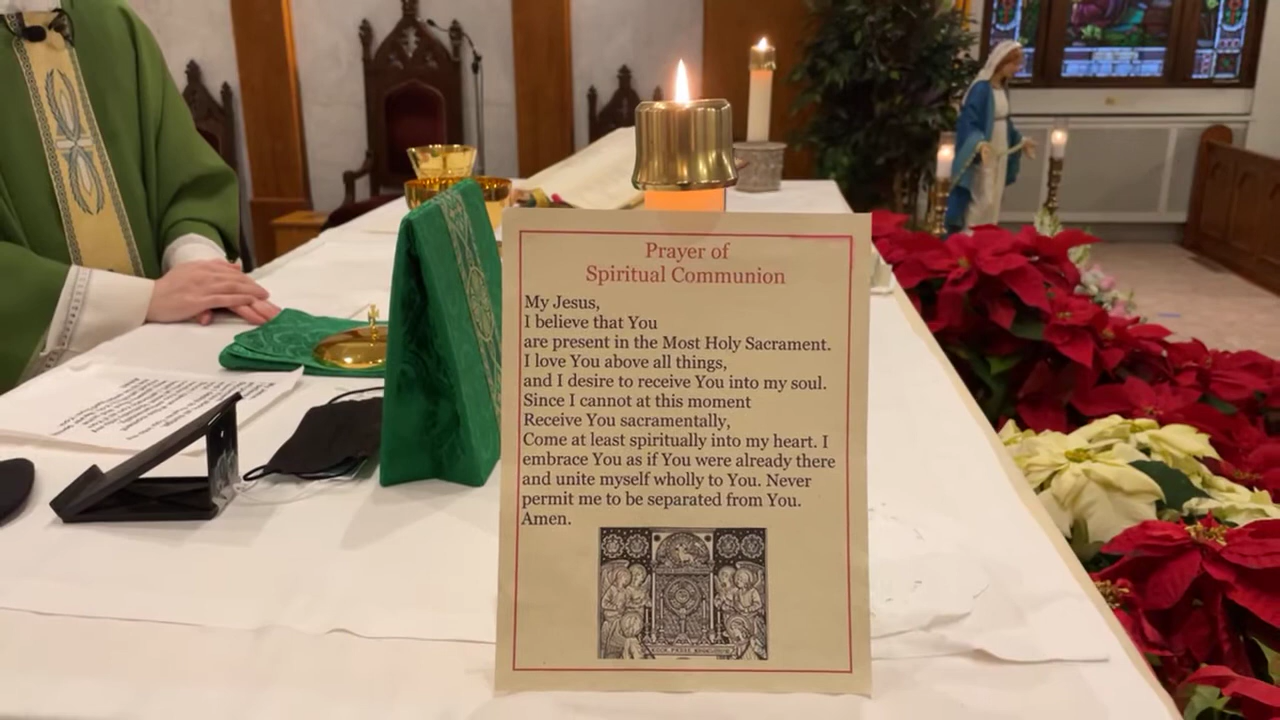 Prayer of
Spiritual Communion
My Jesus,
I believe that You
are present in the Most Holy Sacrament.
I love You above all things,
and I desire to receive You into my soul.
Since I cannot at this moment
Receive You sacramentally,
Come at least spiritually into my heart. I
embrace You as if You were already there
and unite myself wholly to You. Never
permit me to be separated from You.
Amen.